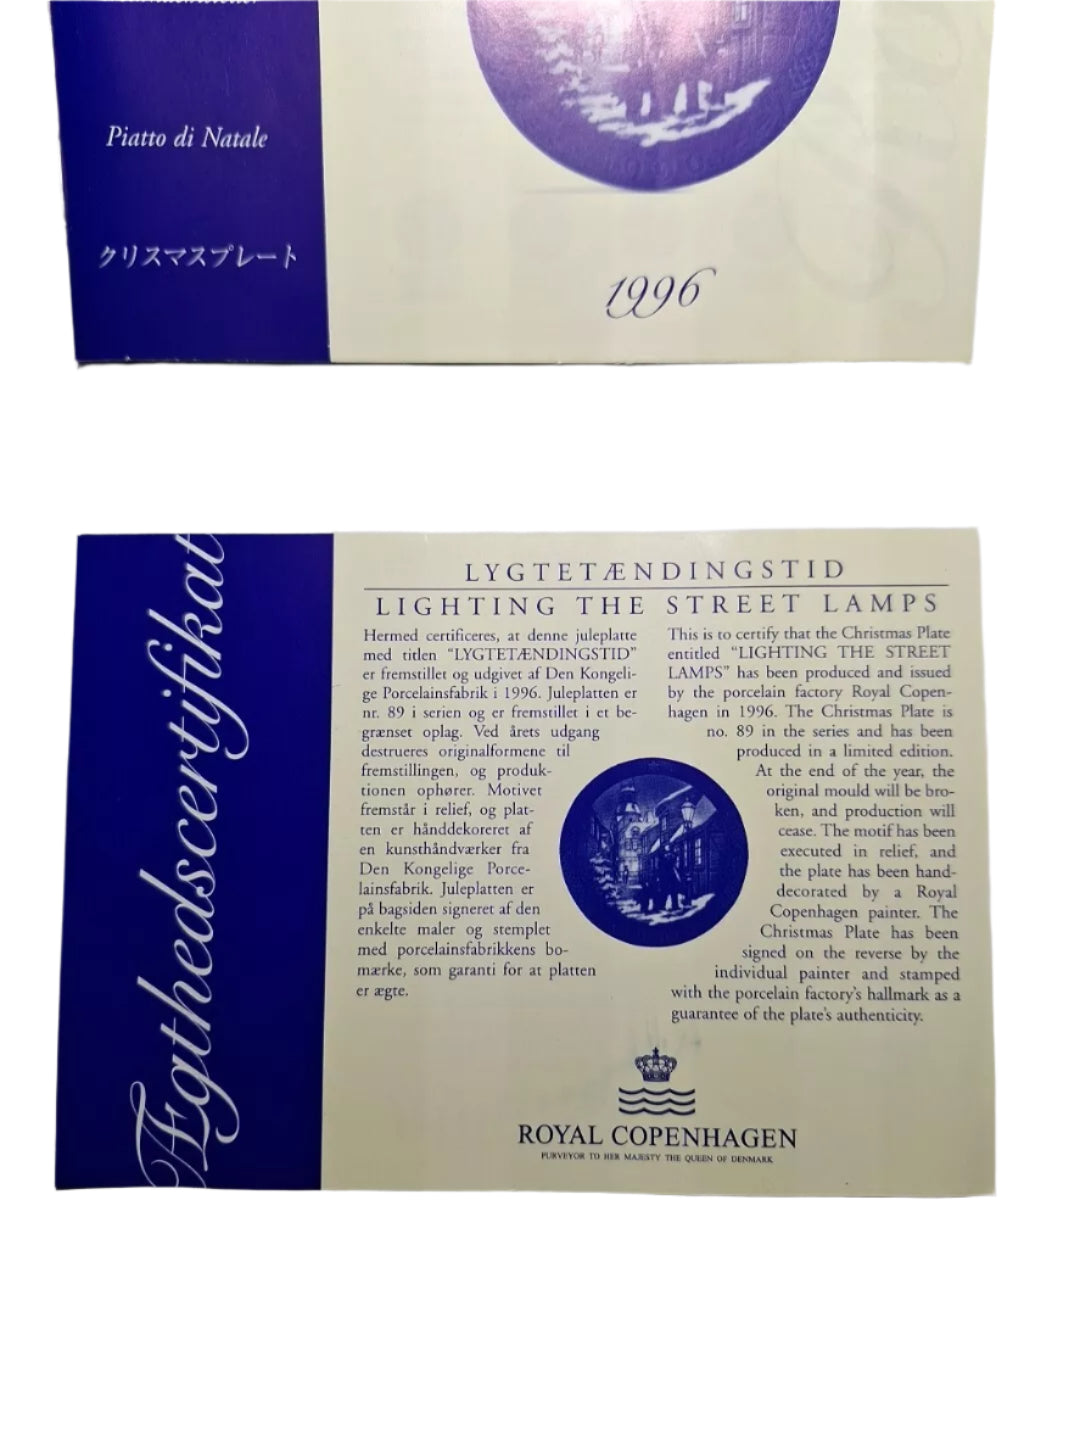 Piatto di Natale
クリスマスプレート
1996
Ægthedscertifikat
LYGTETÆNDINGSTID
LIGHTING THE STREET LAMPS
Hermed certificeres, at denne juleplatte
med titlen “LYGTETÆNDINGSTID”
er fremstillet og udgivet af Den Kongeli-
ge Porcelainsfabrik i 1996. Juleplatten er
nr. 89 i serien og er fremstillet i et be-
grænset oplag. Ved årets udgang
destrueres originalformene til
fremstillingen, og produk-
tionen ophører. Motivet
fremstår i relief, og plat-
ten er hånddekoreret af
en kunsthåndværker fra
Den Kongelige Porce-
lainsfabrik. Juleplatten er
på bagsiden signeret af den
enkelte maler og stemplet
med porcelainsfabrikkens bo-
mærke, som garanti for at platten
er ægte.
This is to certify that the Christmas Plate
entitled “LIGHTING THE STREET
LAMPS” has been produced and issued
by the porcelain factory Royal Copen-
hagen in 1996. The Christmas Plate is
no. 89 in the series and has been
produced in a limited edition.
At the end of the year, the
original mould will be bro-
ken, and production will
cease. The motif has been
executed in relief, and
the plate has been hand-
decorated by a Royal
Copenhagen painter. The
Christmas Plate has been
signed on the reverse by the
individual painter and stamped
with the porcelain factory's hallmark as a
guarantee of the plate's authenticity.
ROYAL COPENHAGEN
PURVEYOR TO HER MAJESTY THE QUEEN OF DENMARK